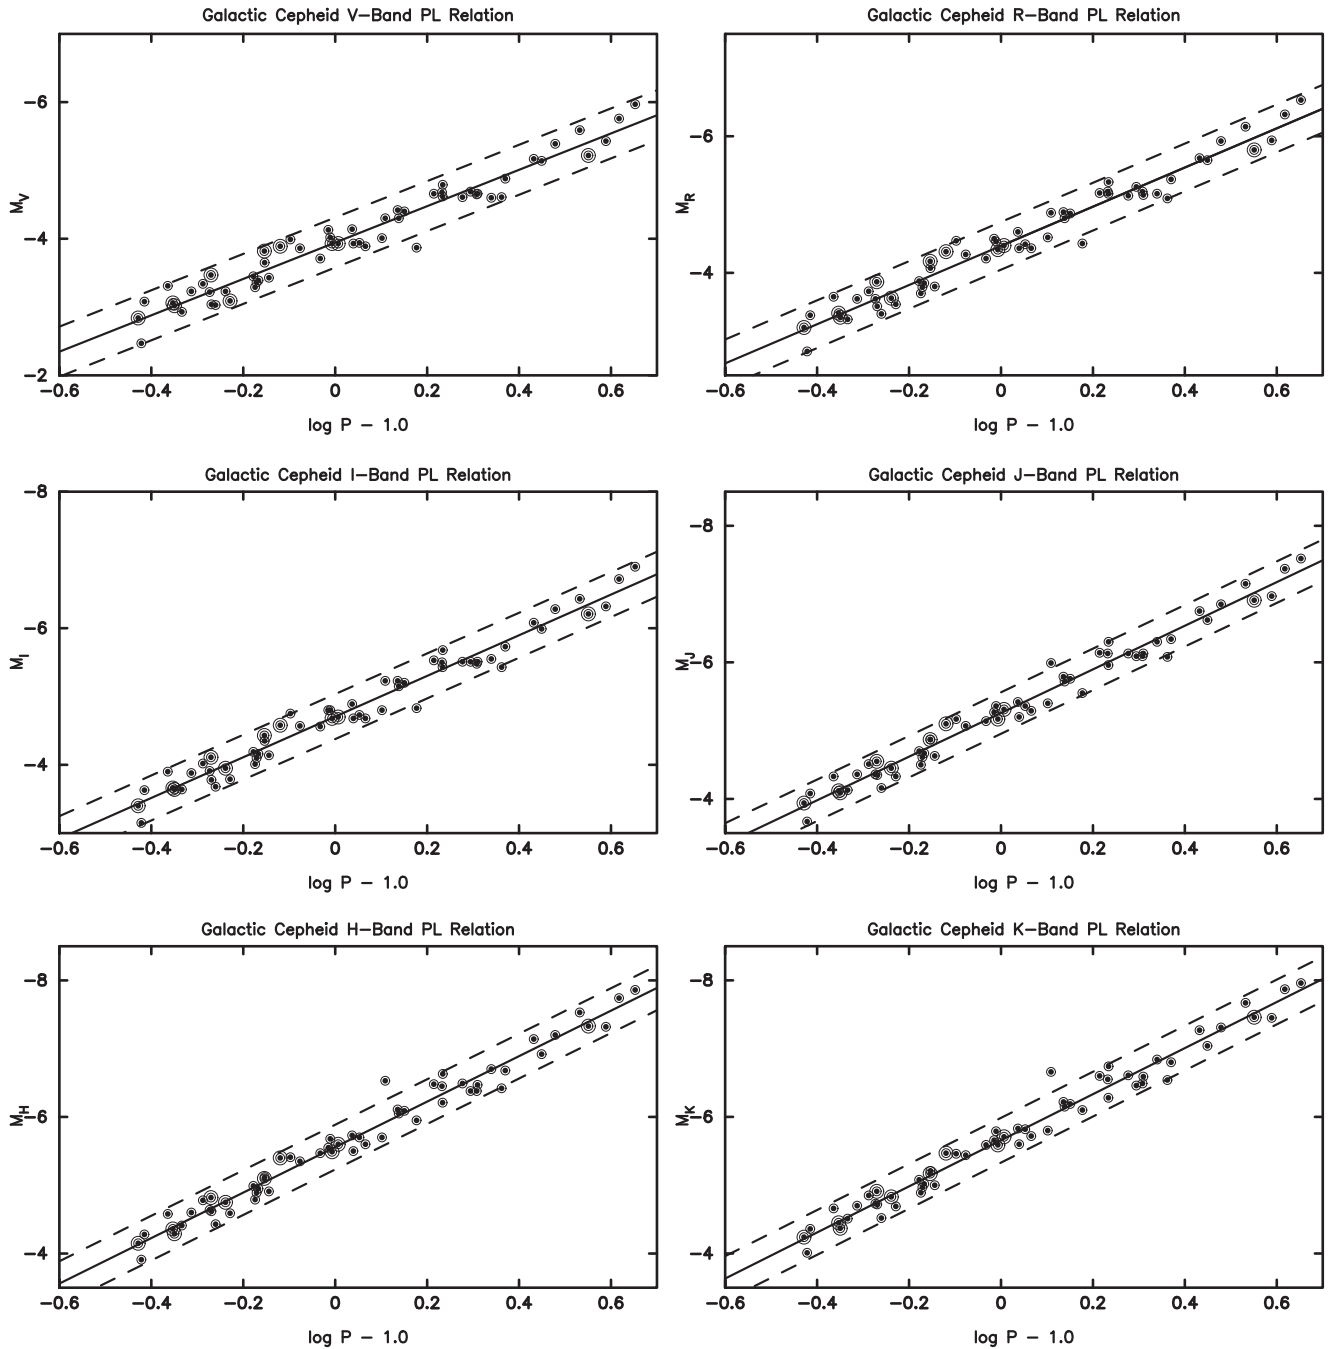 Galactic Cepheid V−Band PL Relation
−6
−4
−2
M_V
−0.6 −0.4 −0.2 0 0.2 0.4 0.6
log P − 1.0
Galactic Cepheid R−Band PL Relation
−6
−4
M_R
−0.6 −0.4 −0.2 0 0.2 0.4 0.6
log P − 1.0
Galactic Cepheid I−Band PL Relation
−8
−6
−4
M_I
−0.6 −0.4 −0.2 0 0.2 0.4 0.6
log P − 1.0
Galactic Cepheid J−Band PL Relation
−8
−6
−4
M_J
−0.6 −0.4 −0.2 0 0.2 0.4 0.6
log P − 1.0
Galactic Cepheid H−Band PL Relation
−8
−6
−4
M_H
−0.6 −0.4 −0.2 0 0.2 0.4 0.6
log P − 1.0
Galactic Cepheid K−Band PL Relation
−8
−6
−4
M_K
−0.6 −0.4 −0.2 0 0.2 0.4 0.6
log P − 1.0